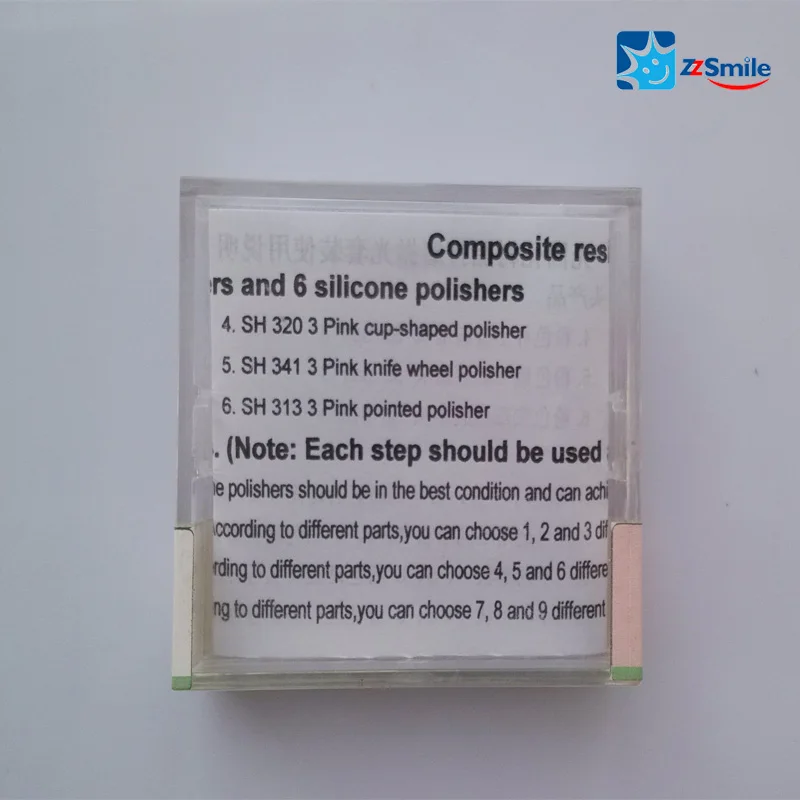 ZZSmile
Composite res
rs and 6 silicone polishers
4. SH 320 3 Pink cup-shaped polisher
5. SH 341 3 Pink knife wheel polisher
6. SH 313 3 Pink pointed polisher
. (Note: Each step should be used
e polishers should be in the best condition and can achi
According to different parts,you can choose 1, 2 and 3 dif
rding to different parts,you can choose 4, 5 and 6 differe
ng to different parts,you can choose 7, 8 and 9 different